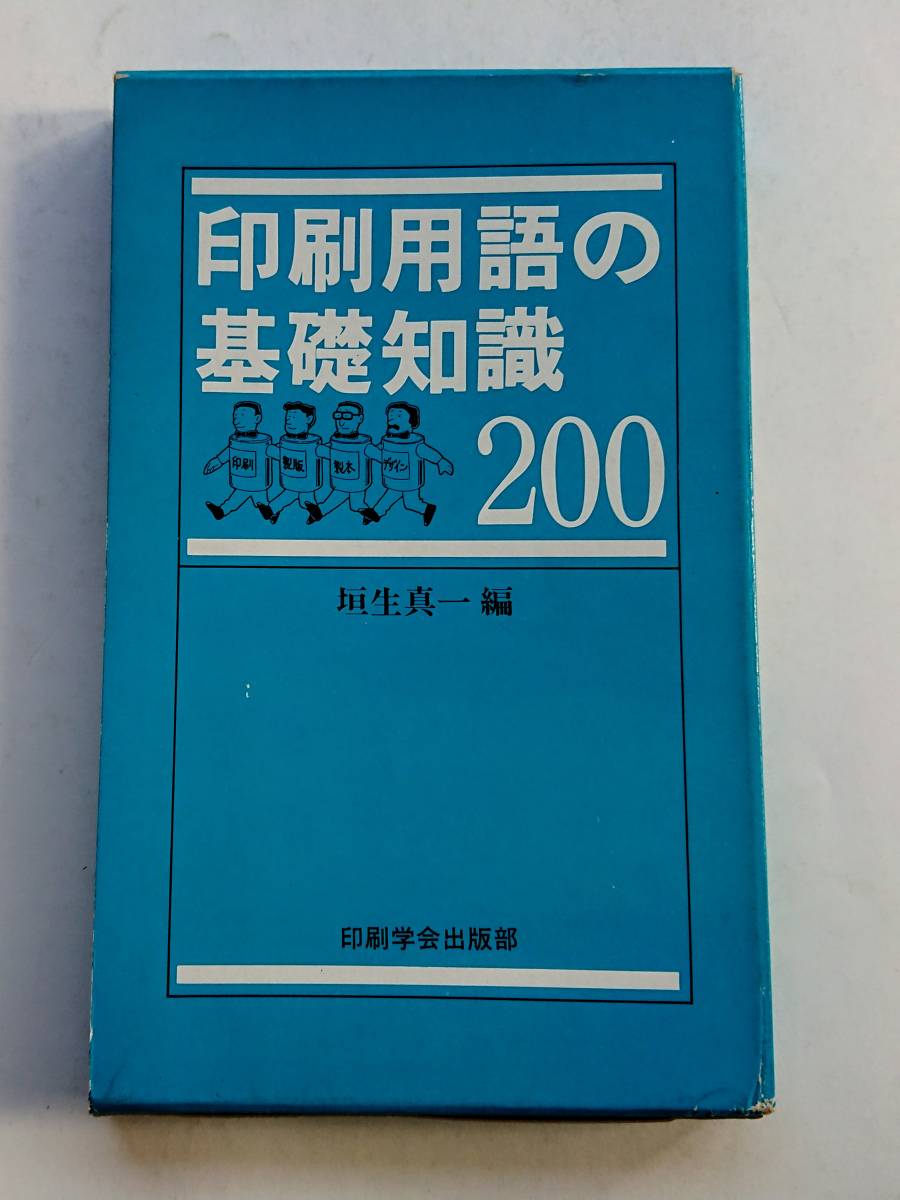 印刷用語の
基礎知識
200
印刷
製版
製本
デザイン
垣生真一 編
印刷学会出版部